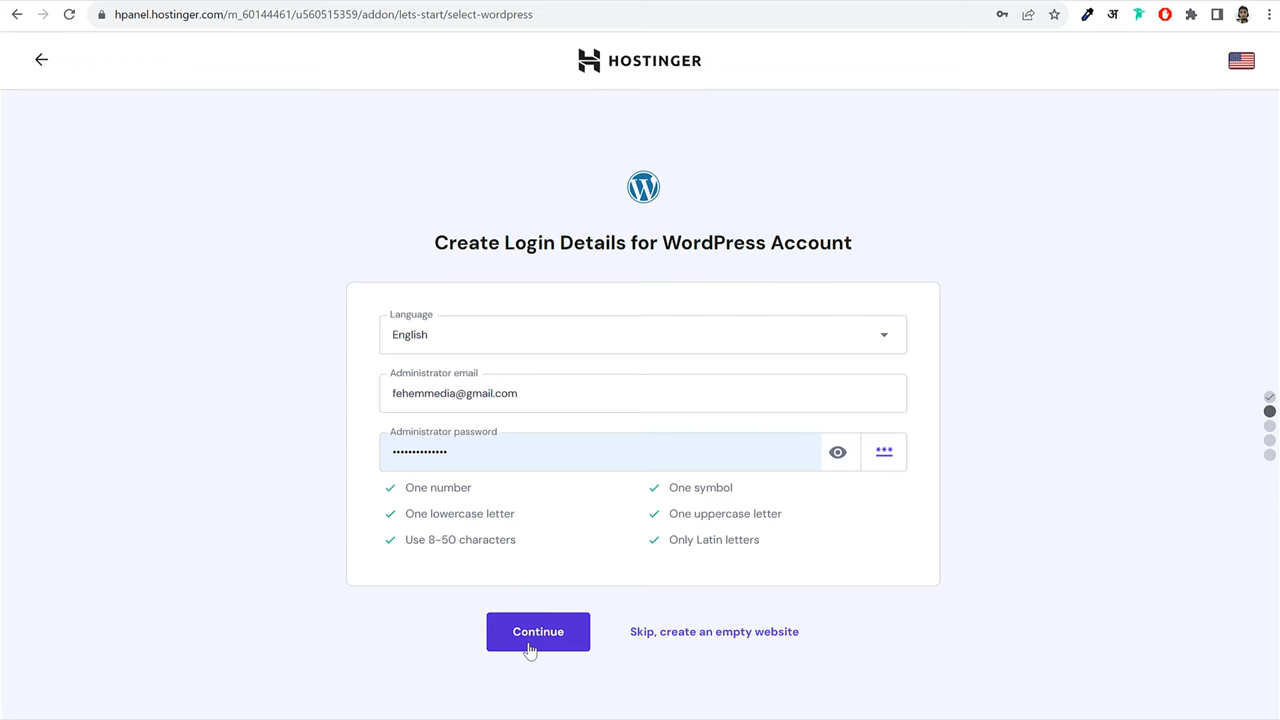 hpanel.hostinger.com/m_60144461/u560515359/addon/lets-start/select-wordpress
अ
HOSTINGER
Create Login Details for WordPress Account
Language
English
Administrator email
fehemmedia@gmail.com
Administrator password
••••••••••••••
One number
One symbol
One lowercase letter
One uppercase letter
Use 8-50 characters
Only Latin letters
Continue
Skip, create an empty website